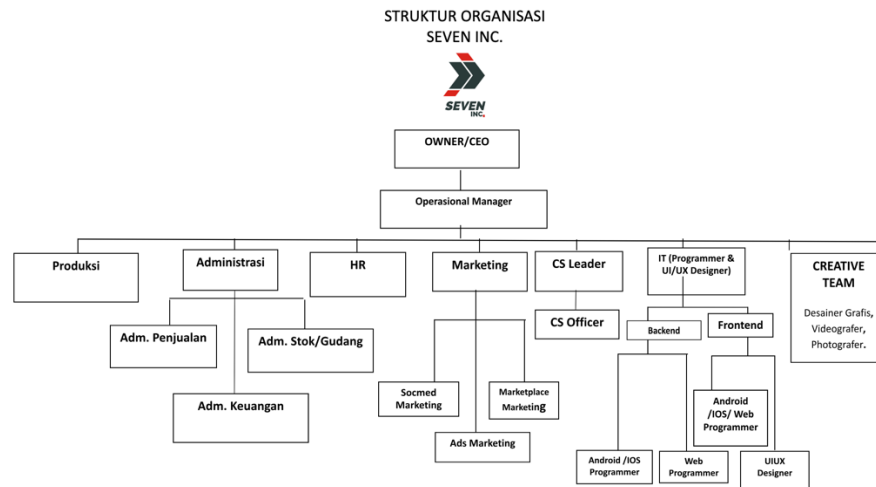 STRUKTUR ORGANISASI
SEVEN INC.
SEVEN
INC.
OWNER/CEO
Operasional Manager
Produksi
Administrasi
HR
Marketing
CS Leader
IT (Programmer &
UI/UX Designer)
CREATIVE
TEAM
Desainer Grafis,
Videografer,
Photografer.
Adm. Penjualan
Adm. Stok/Gudang
Adm. Keuangan
Socmed
Marketing
Marketplace
Marketing
Ads Marketing
CS Officer
Backend
Frontend
Android /IOS
Programmer
Web
Programmer
Android
/IOS/ Web
Programmer
UIUX
Designer